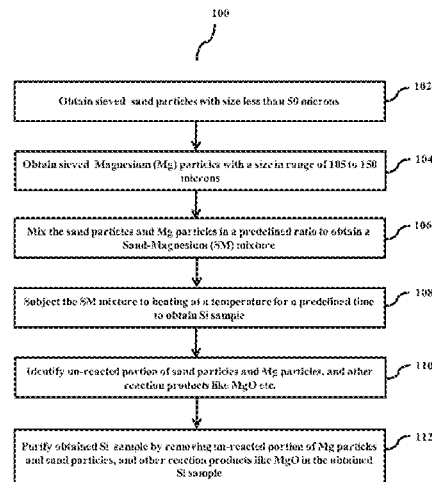 100
Obtain sieved sand particles with size less than 50 microns
102
Obtain sieved Magnesium (Mg) particles with a size in range of 105 to 150
microns
104
Mix the sand particles and Mg particles in a predefined ratio to obtain a
Sand-Magnesium (SM) mixture
106
Subject the SM mixture to heating at a temperature for a predefined time
to obtain Si sample
108
Identify un-reacted portion of sand particles and Mg particles, and other
reaction products like MgO etc.
110
Purify obtained Si sample by removing un-reacted portion of Mg particles
and sand particles, and other reaction products like MgO in the obtained
Si sample
112